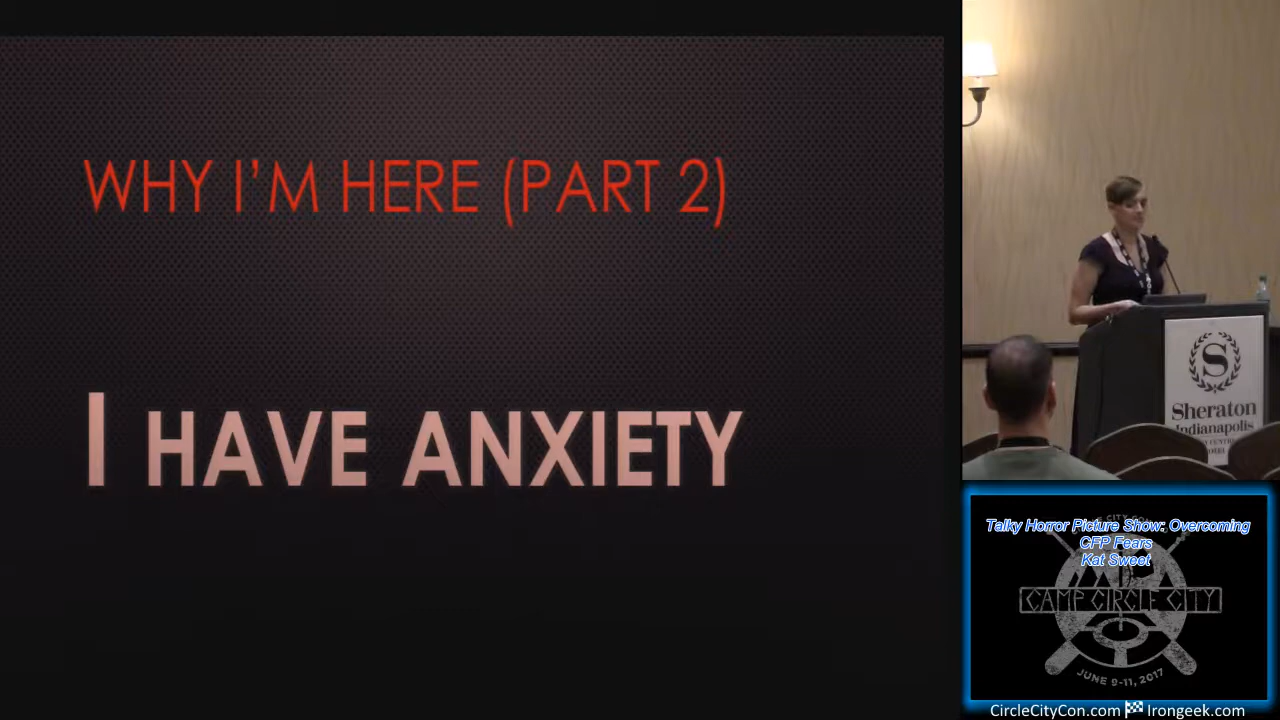 WHY I'M HERE (PART 2)
I HAVE ANXIETY
S
Sheraton
Indianapolis
Talky Horror Picture Show: Overcoming
CFP Fears
Kat Sweet
CAMP CIRCLE CITY
JUNE 9-11, 2017
CircleCityCon.com Irongeek.com